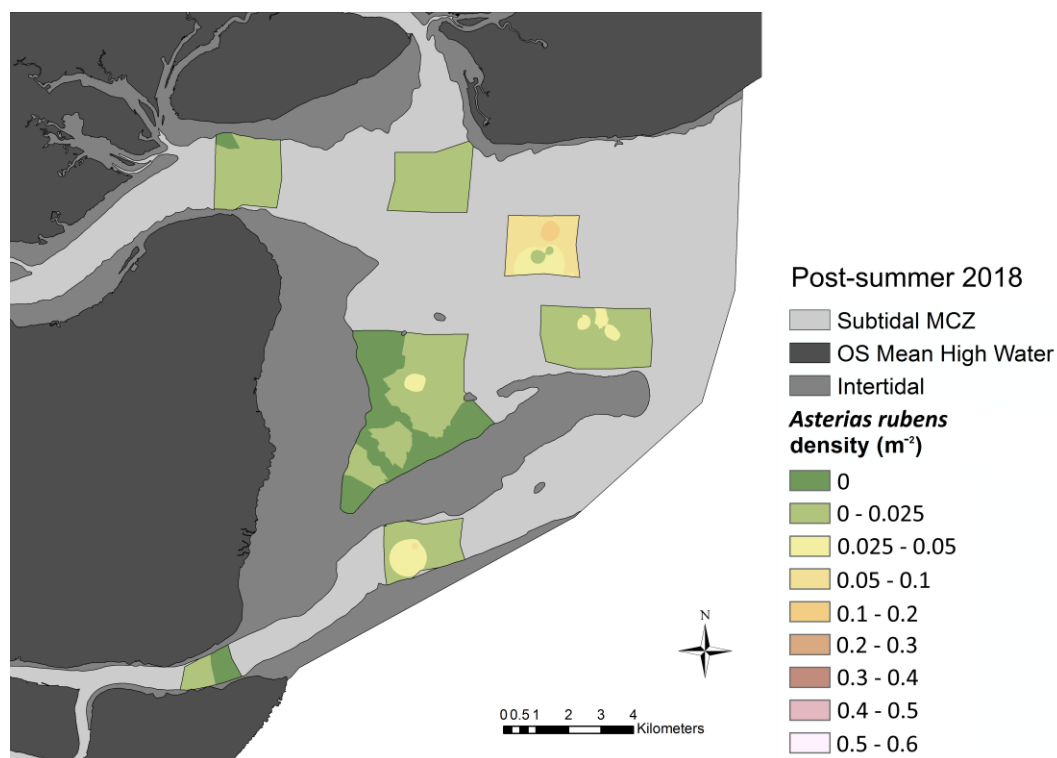 Post-summer 2018
Subtidal MCZ
OS Mean High Water
Intertidal
Asterias rubens
density (m⁻²)
0
0 - 0.025
0.025 - 0.05
0.05 - 0.1
0.1 - 0.2
0.2 - 0.3
0.3 - 0.4
0.4 - 0.5
0.5 - 0.6
N
0 0.5 1 2 3 4
Kilometers